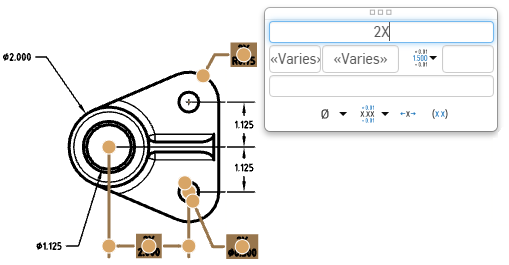 2X
«Varies»
«Varies»
+0.01
1.500
-0.01
Ø
+0.01
X.XX
-0.01
←X→
(XX)
Ø2.000
1.125
1.125
Ø1.125